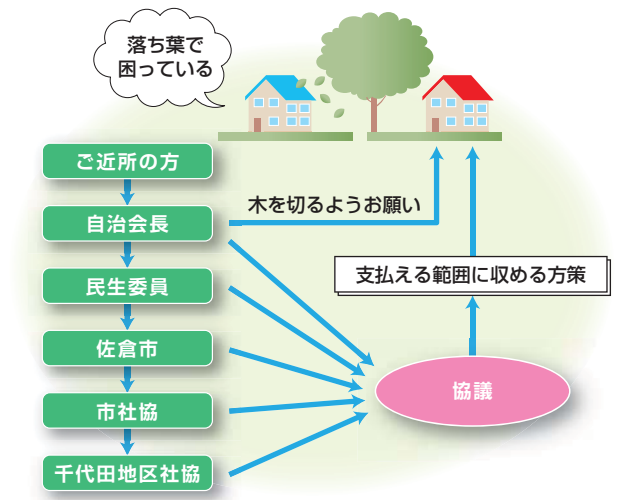 落ち葉で
困っている
ご近所の方
自治会長
木を切るようお願い
民生委員
支払える範囲に収める方策
佐倉市
協議
市社協
千代田地区社協